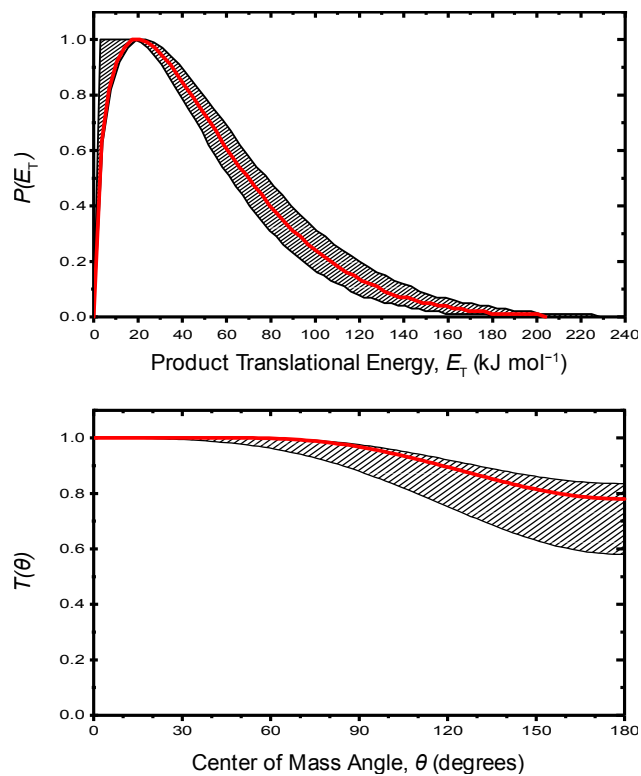 1.0
0.8
0.6
0.4
0.2
0.0
P(E_T)
0 20 40 60 80 100 120 140 160 180 200 220 240
Product Translational Energy, E_T (kJ mol⁻¹)
1.0
0.8
0.6
0.4
0.2
0.0
T(θ)
0 30 60 90 120 150 180
Center of Mass Angle, θ (degrees)